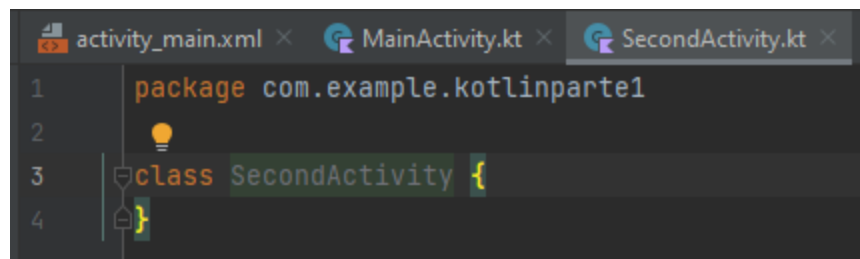 activity_main.xml MainActivity.kt SecondActivity.kt
1 package com.example.kotlinparte1
2
3 class SecondActivity {
4 }